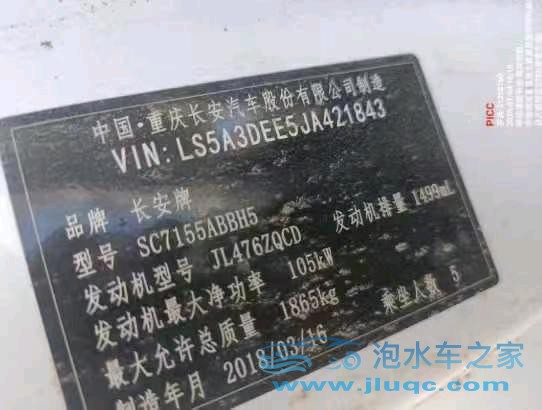 中国·重庆长安汽车股份有限公司制造
VIN: LS5A3DEE5JA421843
品牌 长安牌
型号 SC7155ABBH5
发动机型号 JL476ZQCD 发动机排量 1499mL
发动机最大净功率 105kW
最大允许总质量 1865kg 乘坐人数 5
制造年月 2018/03/16
PICC
泡水车之家
www.jluqc.com